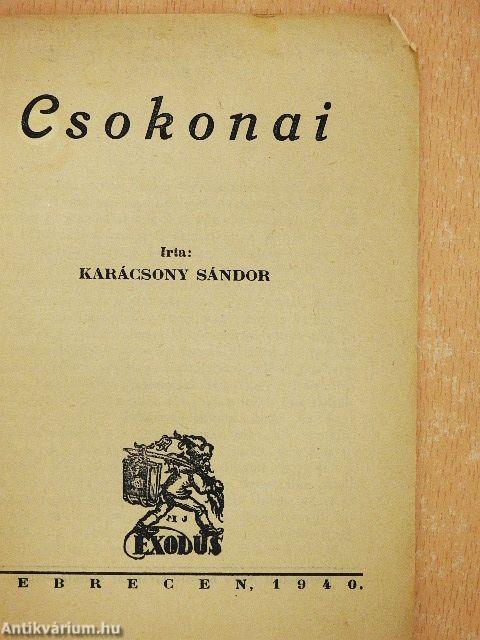 Csokonai
Irta:
KARÁCSONY SÁNDOR
M J
EXODUS
EBRECEN, 1940.
Antikvárium.hu